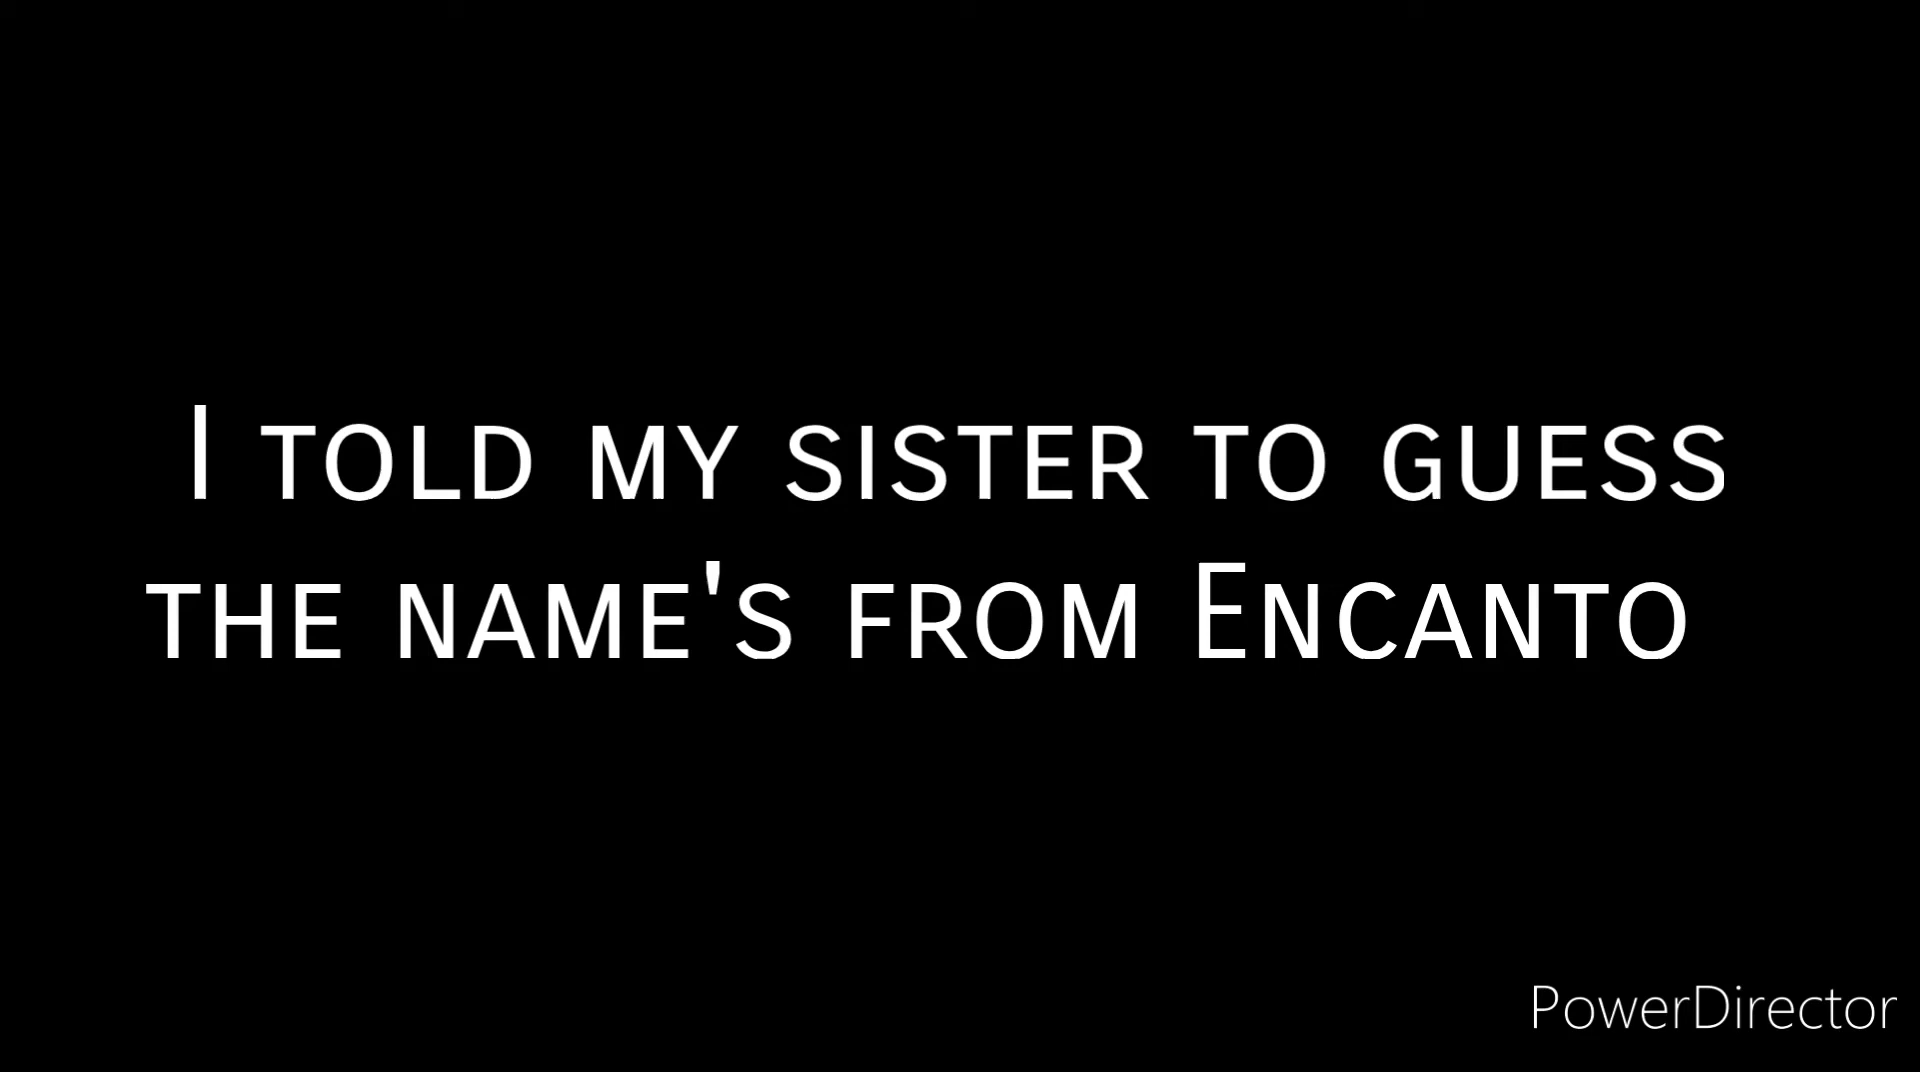 I told my sister to guess
the name's from Encanto
PowerDirector